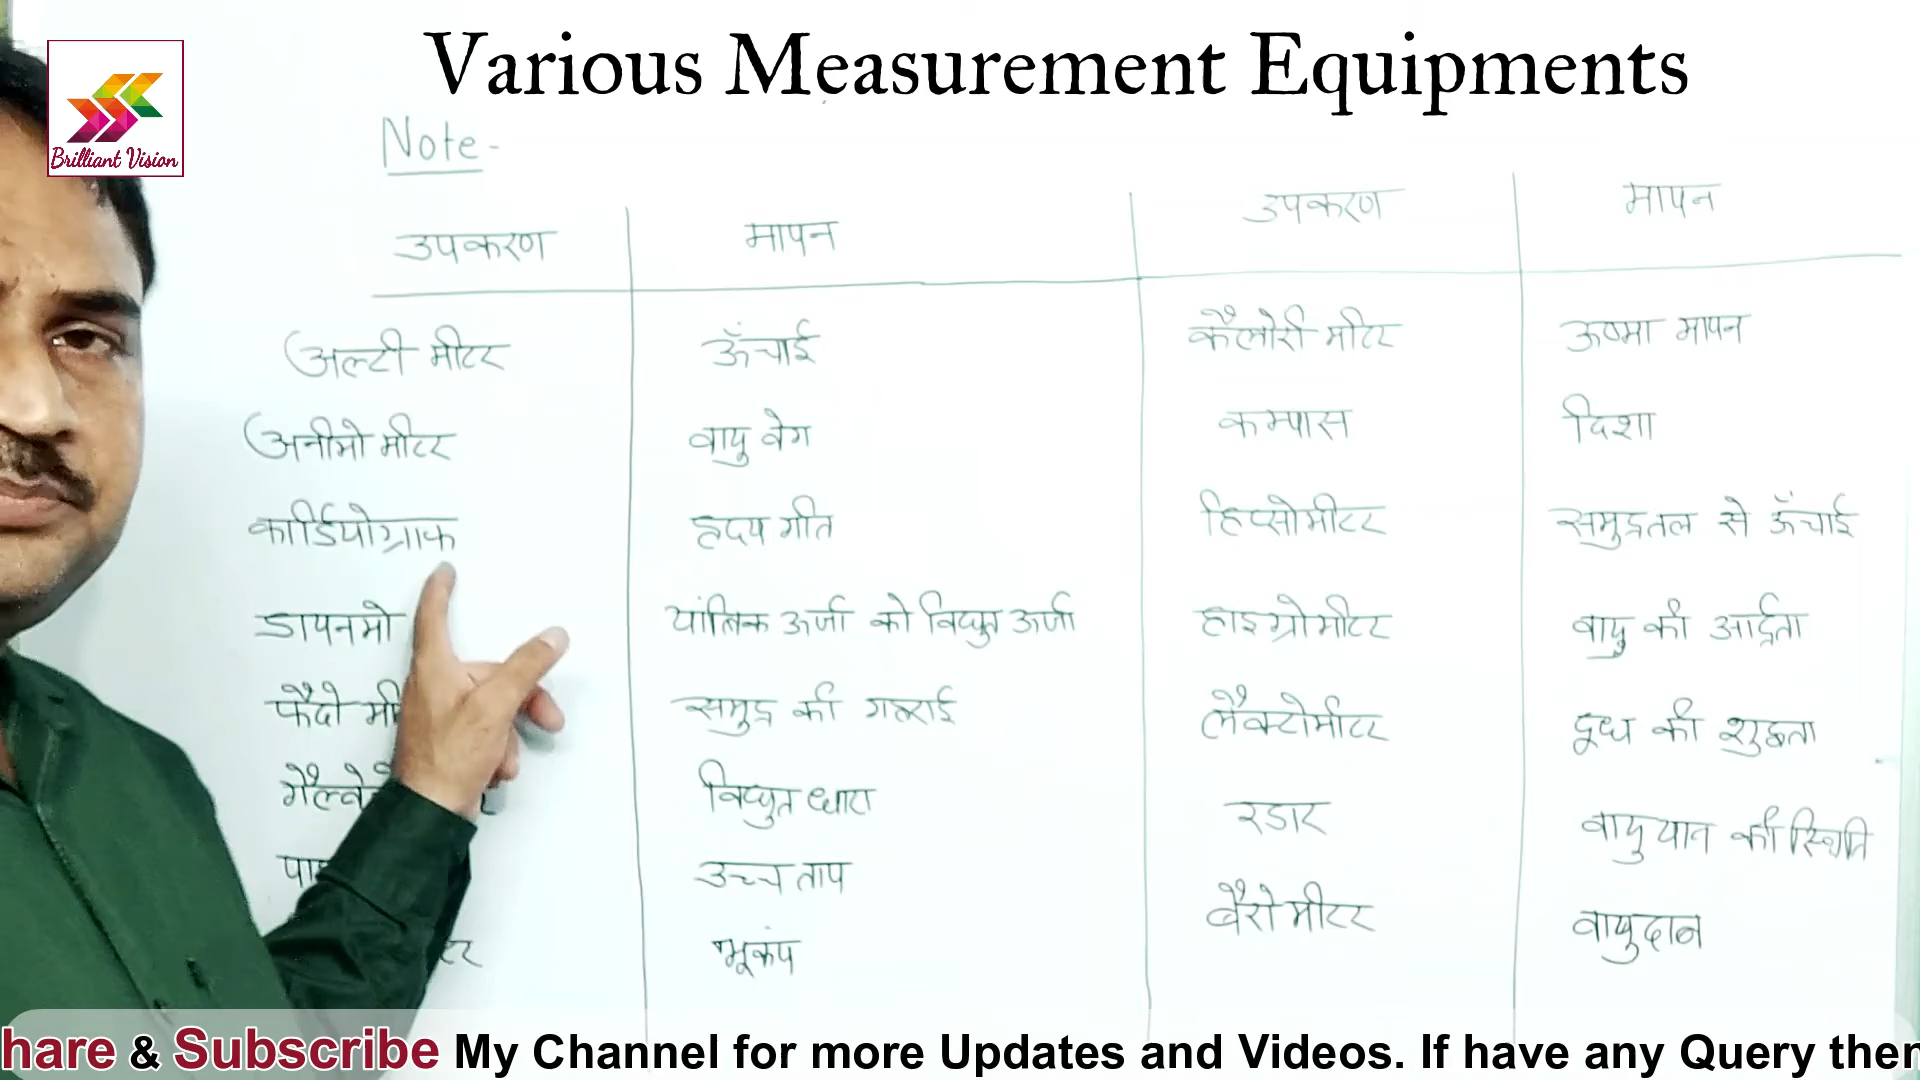 Various Measurement Equipments
Brilliant Vision
Note-
उपकरण मापन उपकरण मापन
अल्टी मीटर ऊँचाई कैलोरी मीटर ऊष्मा मापन
अनीमो मीटर वायु वेग कम्पास दिशा
कार्डियोग्राफ ह्रदय गति हिप्सोमीटर समुद्रतल से ऊँचाई
डायनमो यांत्रिक ऊर्जा को विद्युत ऊर्जा हाइग्रोमीटर वायु की आर्द्रता
फैदो समुद्र की गहराई लैक्टोमीटर दूध की शुद्धता
विद्युत धारा रडार वायुयान की स्थिति
उच्च ताप बैरोमीटर वायुदाब
भूकंप
hare & Subscribe My Channel for more Updates and Videos. If have any Query then